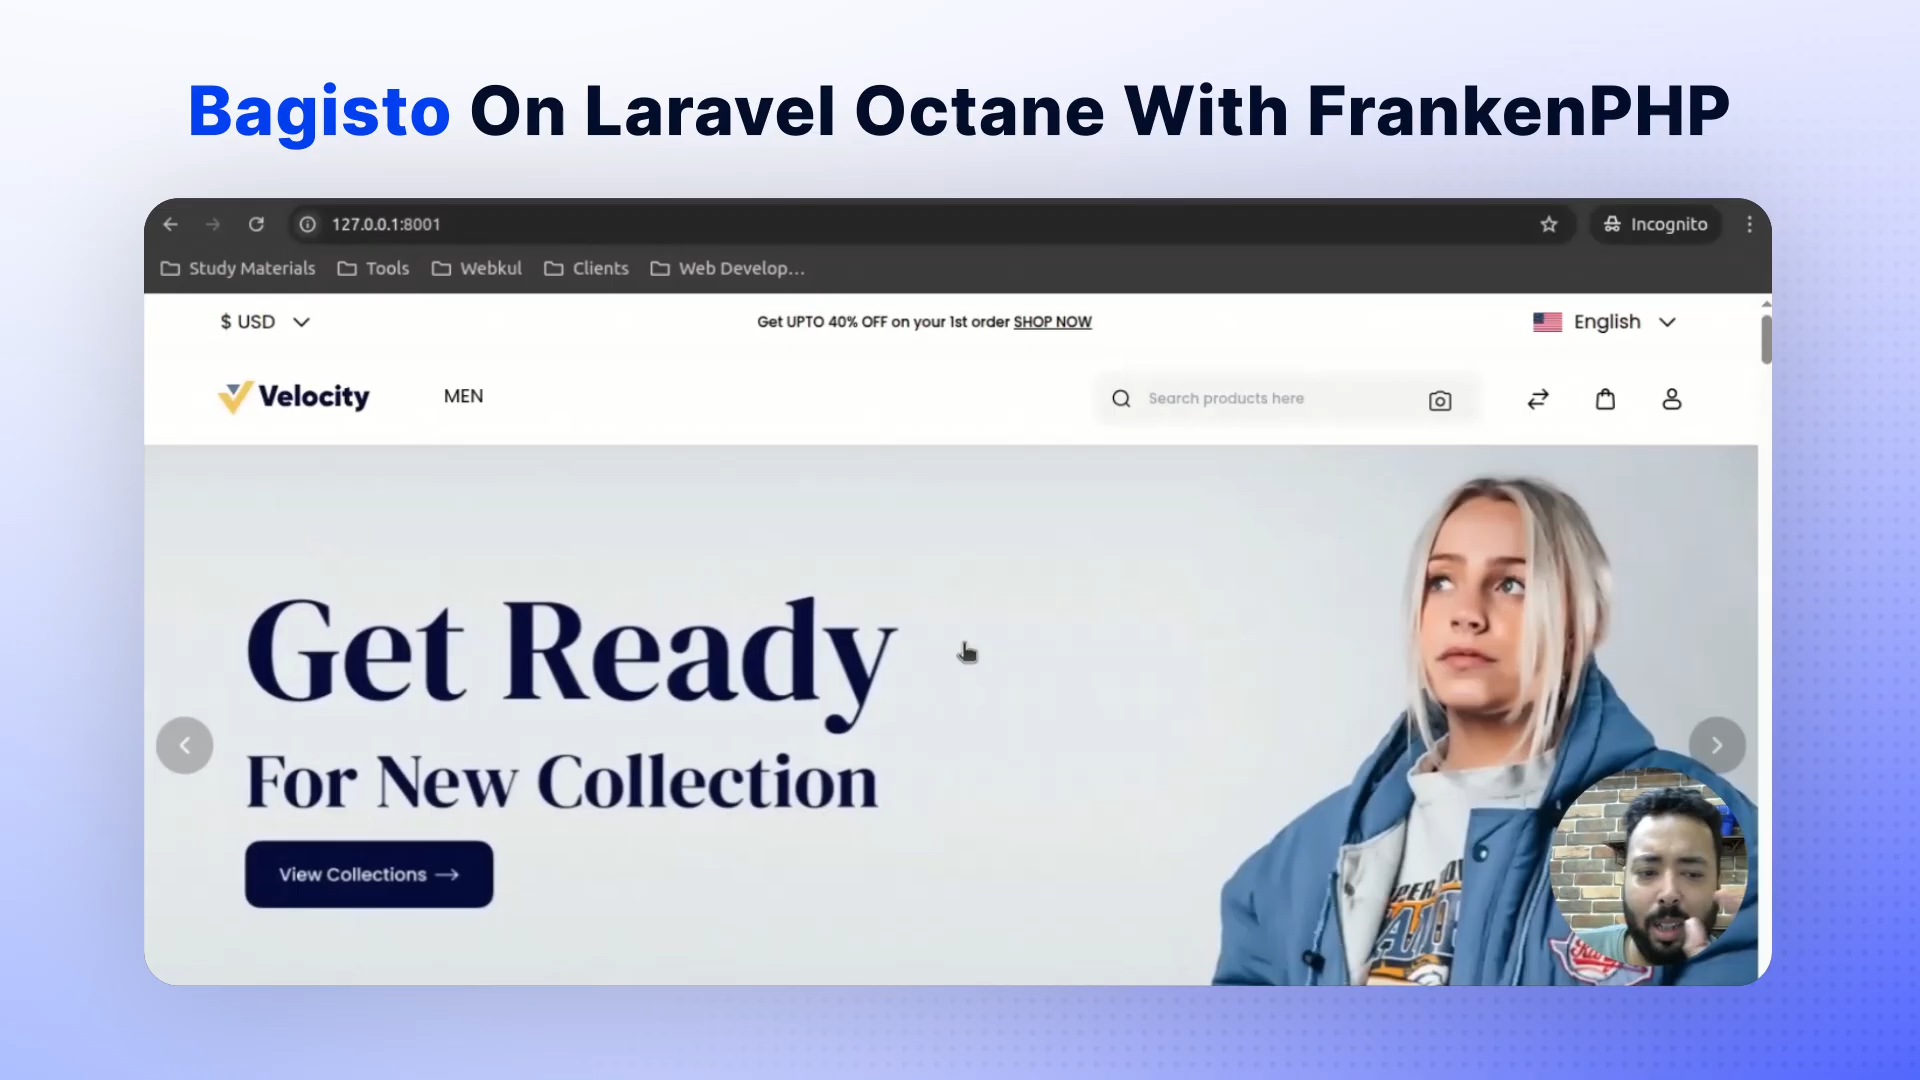 Bagisto On Laravel Octane With FrankenPHP
127.0.0.1:8001
Incognito
Study Materials
Tools
Webkul
Clients
Web Develop...
$ USD
Get UPTO 40% OFF on your 1st order SHOP NOW
English
Velocity
MEN
Search products here
Get Ready
For New Collection
View Collections →